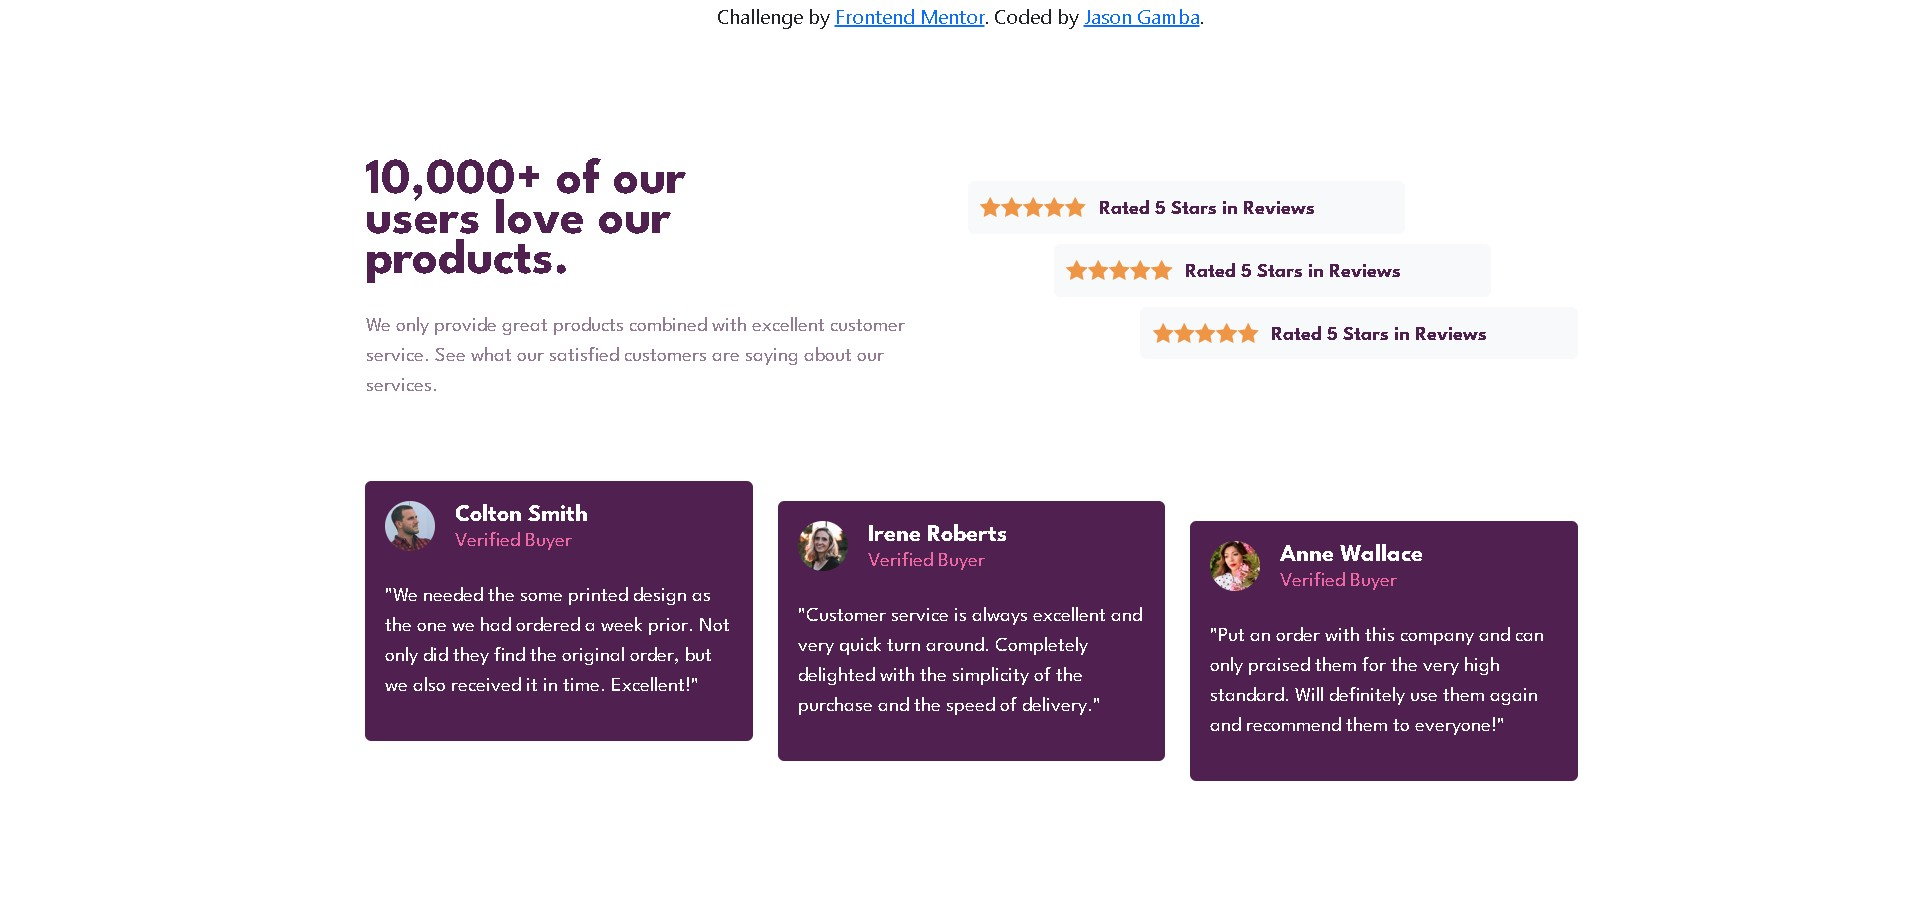 Challenge by Frontend Mentor. Coded by Jason Gamba.
10,000+ of our
users love our
products.
We only provide great products combined with excellent customer
service. See what our satisfied customers are saying about our
services.
Rated 5 Stars in Reviews
Rated 5 Stars in Reviews
Rated 5 Stars in Reviews
Colton Smith
Verified Buyer
"We needed the some printed design as
the one we had ordered a week prior. Not
only did they find the original order, but
we also received it in time. Excellent!"
Irene Roberts
Verified Buyer
"Customer service is always excellent and
very quick turn around. Completely
delighted with the simplicity of the
purchase and the speed of delivery."
Anne Wallace
Verified Buyer
"Put an order with this company and can
only praised them for the very high
standard. Will definitely use them again
and recommend them to everyone!"